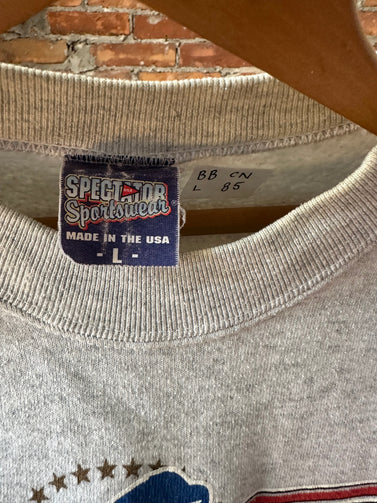 SPECTATOR
Sportswear
MADE IN THE USA
- L -
BB CN
L 85